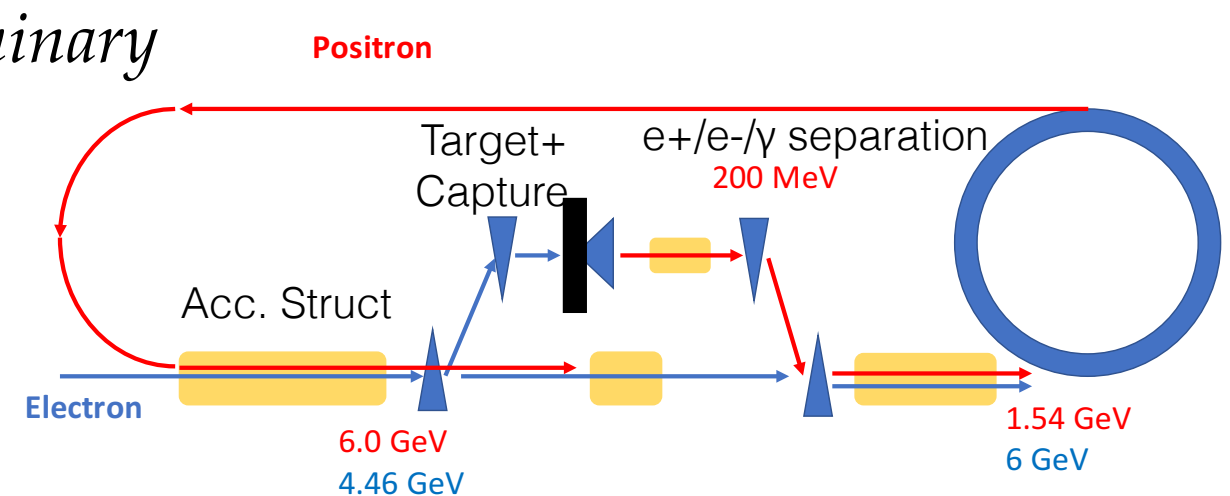 Positron
Target+
Capture
e+/e-/γ separation
200 MeV
Acc. Struct
Electron
6.0 GeV
4.46 GeV
1.54 GeV
6 GeV